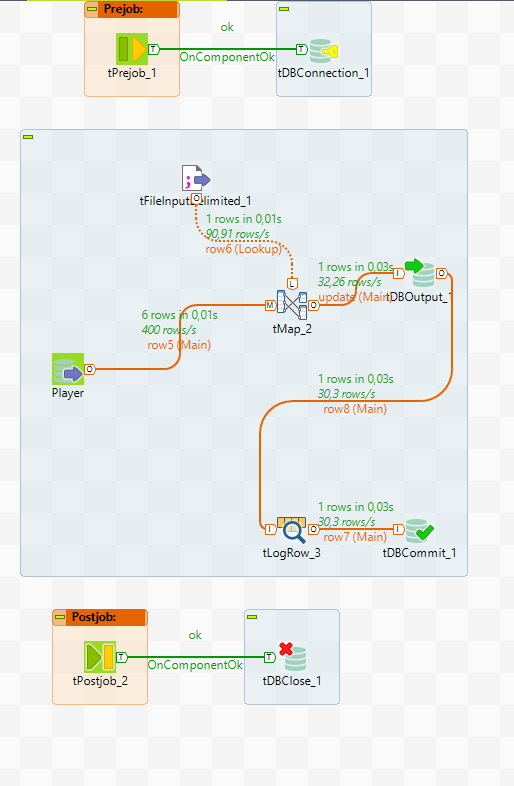 Prejob:
ok
OnComponentOk
T
T
tPrejob_1
tDBConnection_1
;
tFileInputDelimited_1
O
1 rows in 0,01s
90,91 rows/s
row6 (Lookup)
L
1 rows in 0,03s
32,26 rows/s
update (Main)
I
O
tDBOutput_1
6 rows in 0,01s
400 rows/s
row5 (Main)
M
O
tMap_2
O
Player
1 rows in 0,03s
30,3 rows/s
row8 (Main)
1 rows in 0,03s
30,3 rows/s
row7 (Main)
I
O
I
tLogRow_3
tDBCommit_1
Postjob:
ok
OnComponentOk
T
T
tPostjob_2
tDBClose_1